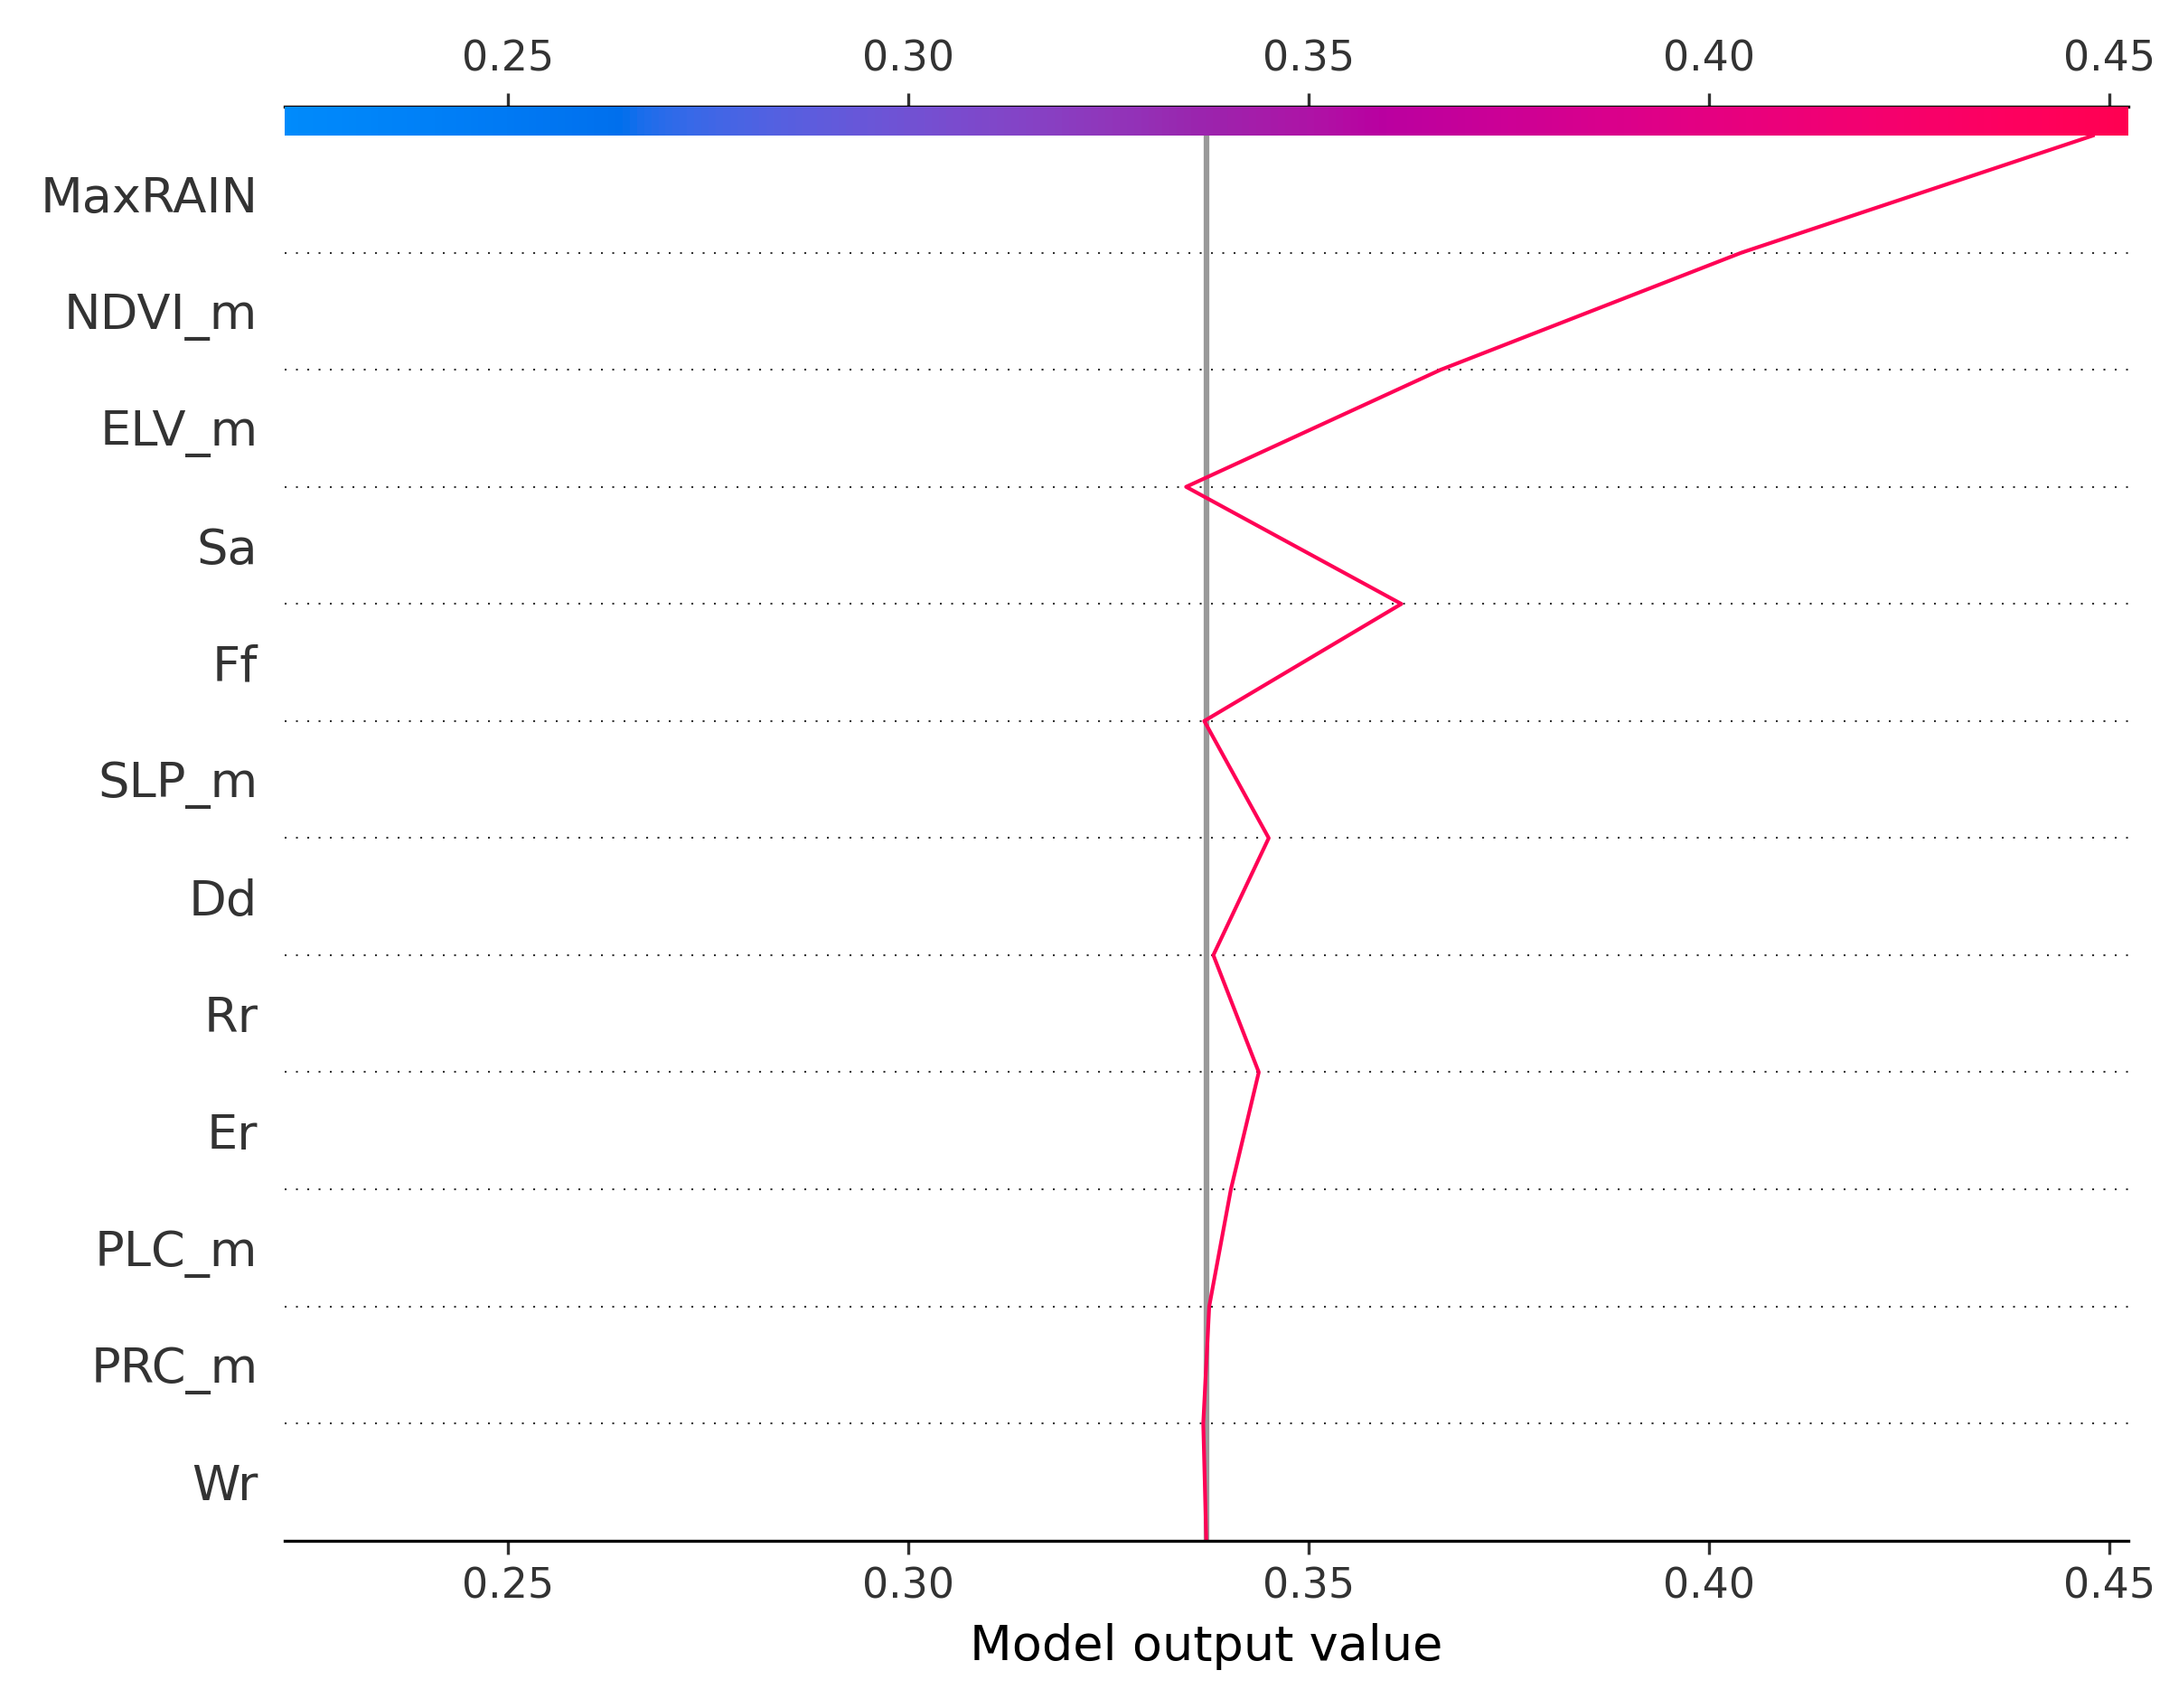 0.25 0.30 0.35 0.40 0.45
MaxRAIN
NDVI_m
ELV_m
Sa
Ff
SLP_m
Dd
Rr
Er
PLC_m
PRC_m
Wr
0.25 0.30 0.35 0.40 0.45
Model output value